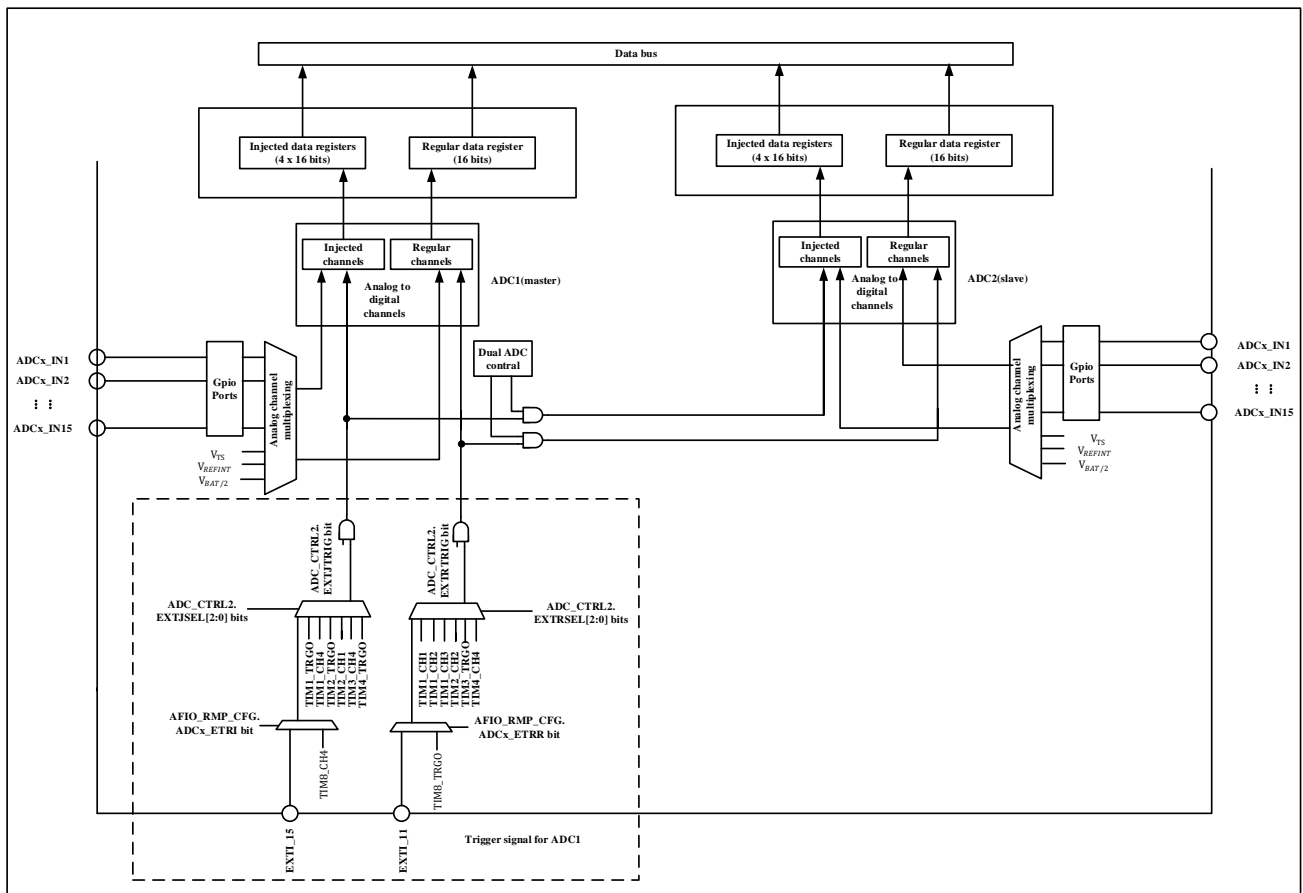 Data bus
Injected data registers
(4 x 16 bits)
Regular data register
(16 bits)
Injected data registers
(4 x 16 bits)
Regular data register
(16 bits)
Injected
channels
Regular
channels
Analog to
digital
channels
ADC1(master)
Injected
channels
Regular
channels
Analog to
digital
channels
ADC2(slave)
Dual ADC
contral
ADCx_IN1
ADCx_IN2
⋮ ⋮
ADCx_IN15
Gpio
Ports
Analog channel
multiplexing
VTS
VREFINT
VBAT/2
Analog channel
multiplexing
Gpio
Ports
ADCx_IN1
ADCx_IN2
⋮ ⋮
ADCx_IN15
VTS
VREFINT
VBAT/2
ADC_CTRL2.
EXTJTRIG bit
ADC_CTRL2.
EXTRTRIG bit
ADC_CTRL2.
EXTJSEL[2:0] bits
ADC_CTRL2.
EXTRSEL[2:0] bits
TIM1_TRGO
TIM1_CH4
TIM2_TRGO
TIM2_CH1
TIM3_CH4
TIM4_TRGO
TIM1_CH1
TIM1_CH2
TIM1_CH3
TIM2_CH2
TIM3_TRGO
TIM4_CH4
AFIO_RMP_CFG.
ADCx_ETRI bit
AFIO_RMP_CFG.
ADCx_ETRR bit
TIM8_CH4
TIM8_TRGO
EXTI_15
EXTI_11
Trigger signal for ADC1